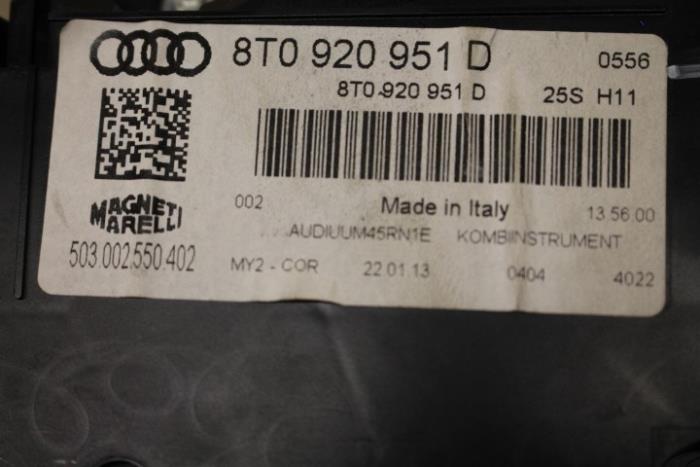 8T0 920 951 D 0556
8T0 920 951 D 25S H11
MAGNETI MARELLI
503.002.550.402
002 Made in Italy 13.56.00
AUDIUUM45RN1E KOMBIINSTRUMENT
MY2 - COR 22.01.13 0404 4022